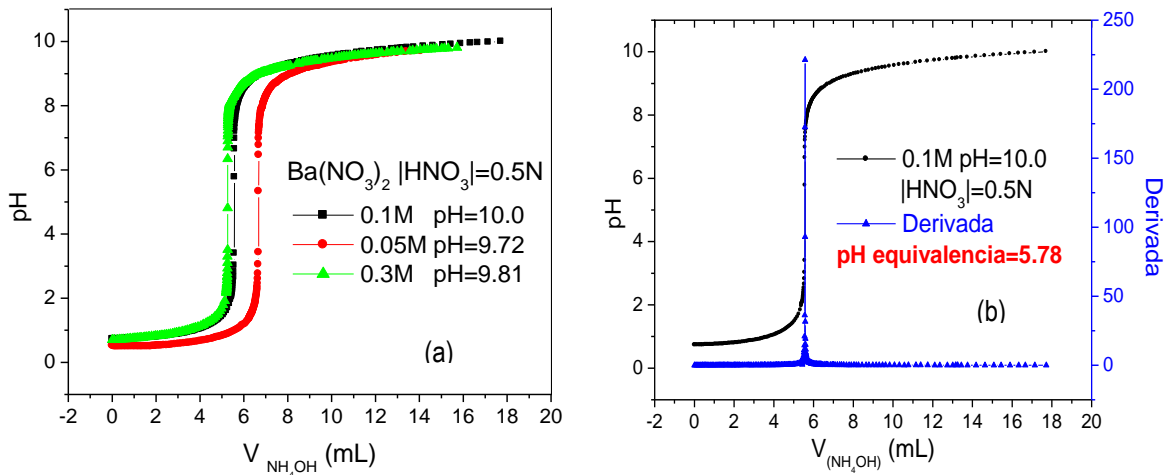 (a)
10
8
6
4
2
0
pH
Ba(NO3)2 |HNO3|=0.5N
0.1M pH=10.0
0.05M pH=9.72
0.3M pH=9.81
-2 0 2 4 6 8 10 12 14 16 18 20
V NH4OH (mL)
(b)
10
8
6
4
2
0
pH
0.1M pH=10.0
|HNO3|=0.5N
Derivada
pH equivalencia=5.78
250
200
150
100
50
0
Derivada
-2 0 2 4 6 8 10 12 14 16 18 20
V(NH4OH) (mL)